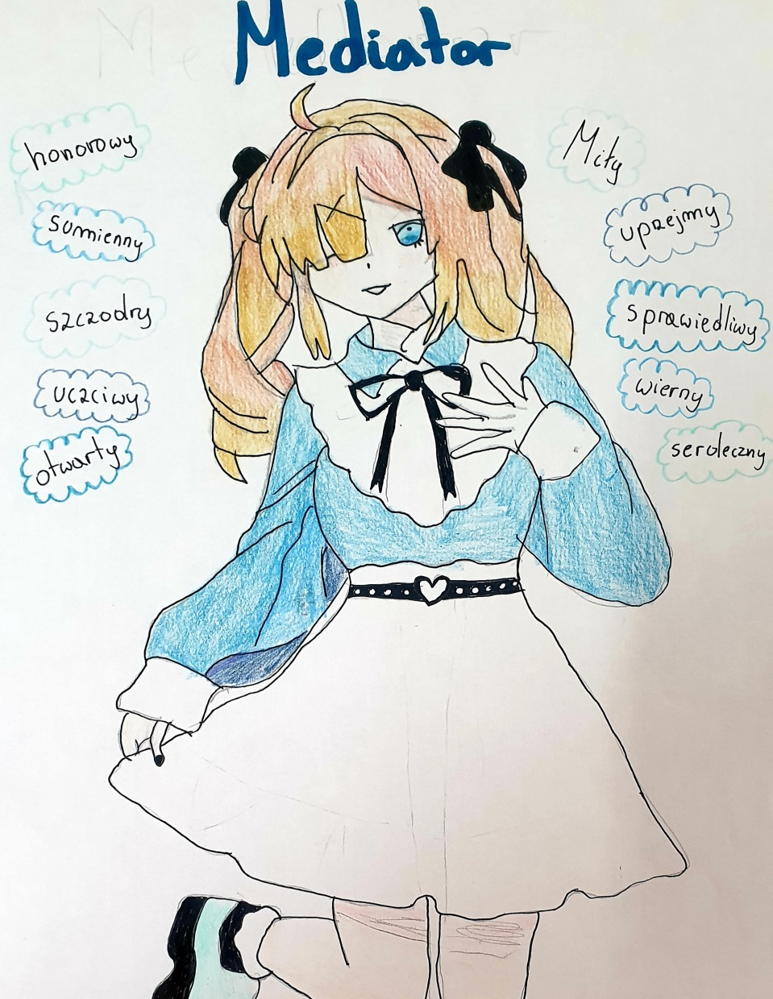 Mediator
honorowy
Miły
sumienny
uprzejmy
szczodry
sprawiedliwy
uczciwy
wierny
otwarty
serdeczny